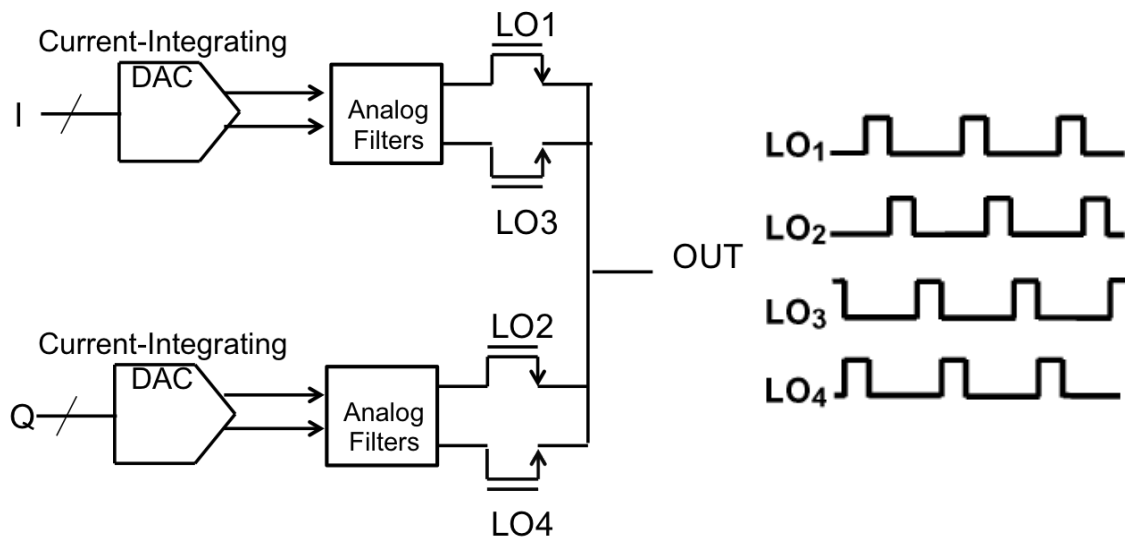 Current-Integrating
DAC
I
Analog
Filters
LO1
LO3
OUT
Current-Integrating
DAC
Q
Analog
Filters
LO2
LO4
LO1
LO2
LO3
LO4